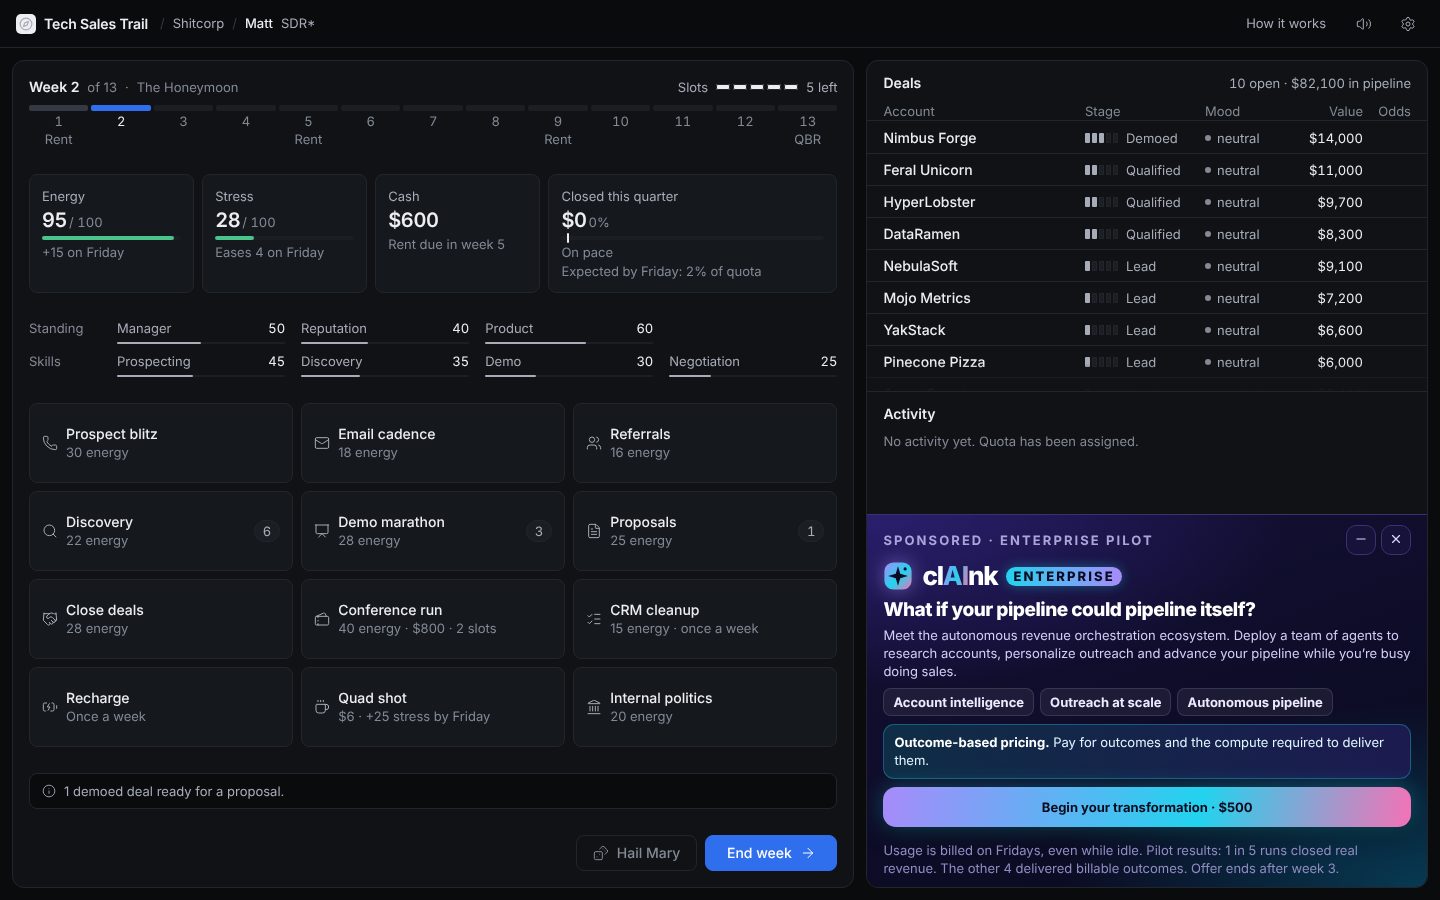 Tech Sales Trail / Shitcorp / Matt SDR*
How it works
Week 2 of 13 · The Honeymoon
Slots 5 left
1 2 3 4 5 6 7 8 9 10 11 12 13
Rent Rent Rent QBR
Energy
95 / 100
+15 on Friday
Stress
28 / 100
Eases 4 on Friday
Cash
$600
Rent due in week 5
Closed this quarter
$0 0%
On pace
Expected by Friday: 2% of quota
Standing Manager 50 Reputation 40 Product 60
Skills Prospecting 45 Discovery 35 Demo 30 Negotiation 25
Prospect blitz
30 energy
Email cadence
18 energy
Referrals
16 energy
Discovery
22 energy
6
Demo marathon
28 energy
3
Proposals
25 energy
1
Close deals
28 energy
Conference run
40 energy · $800 · 2 slots
CRM cleanup
15 energy · once a week
Recharge
Once a week
Quad shot
$6 · +25 stress by Friday
Internal politics
20 energy
1 demoed deal ready for a proposal.
Hail Mary
End week
Deals
10 open · $82,100 in pipeline
Account Stage Mood Value Odds
Nimbus Forge Demoed neutral $14,000
Feral Unicorn Qualified neutral $11,000
HyperLobster Qualified neutral $9,700
DataRamen Qualified neutral $8,300
NebulaSoft Lead neutral $9,100
Mojo Metrics Lead neutral $7,200
YakStack Lead neutral $6,600
Pinecone Pizza Lead neutral $6,000
Activity
No activity yet. Quota has been assigned.
SPONSORED · ENTERPRISE PILOT
clAInk ENTERPRISE
What if your pipeline could pipeline itself?
Meet the autonomous revenue orchestration ecosystem. Deploy a team of agents to
research accounts, personalize outreach and advance your pipeline while you're busy
doing sales.
Account intelligence
Outreach at scale
Autonomous pipeline
Outcome-based pricing. Pay for outcomes and the compute required to deliver
them.
Begin your transformation · $500
Usage is billed on Fridays, even while idle. Pilot results: 1 in 5 runs closed real
revenue. The other 4 delivered billable outcomes. Offer ends after week 3.